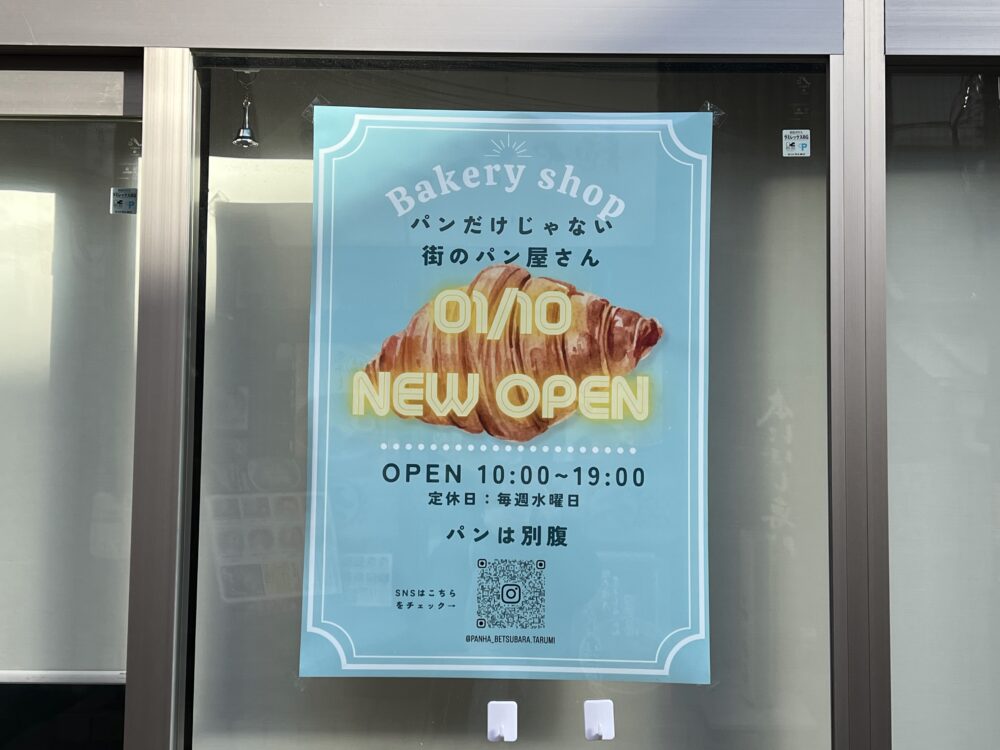 Bakery shop
パンだけじゃない
街のパン屋さん
01/10
NEW OPEN
OPEN 10:00~19:00
定休日：毎週水曜日
パンは別腹
SNSはこちら
をチェック→
@PANHA_BETSUBARA.TARUMI